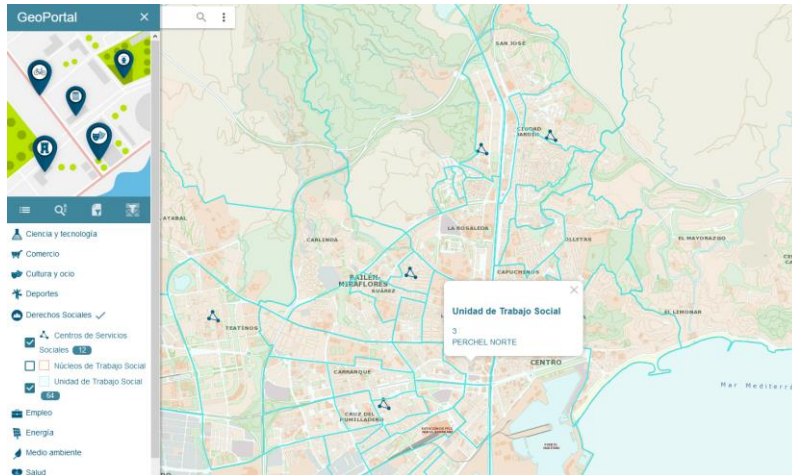 GeoPortal
Ciencia y tecnología
Comercio
Cultura y ocio
Deportes
Derechos Sociales
Centros de Servicios
Sociales 12
Núcleos de Trabajo Social
Unidad de Trabajo Social
64
Empleo
Energía
Medio ambiente
Salud
SAN JOSÉ
CIUDAD
JARDÍN
LA ROSALEDA
EL MAYORAZGO
CARLINDA
CAPUCHINOS
BAILÉN
MIRAFLORES
SUÁREZ
EL LIMONAR
TEATINOS
Unidad de Trabajo Social
3
PERCHEL NORTE
CENTRO
CARRANQUE
Mar Mediterr
CRUZ DEL
HUMILLADERO